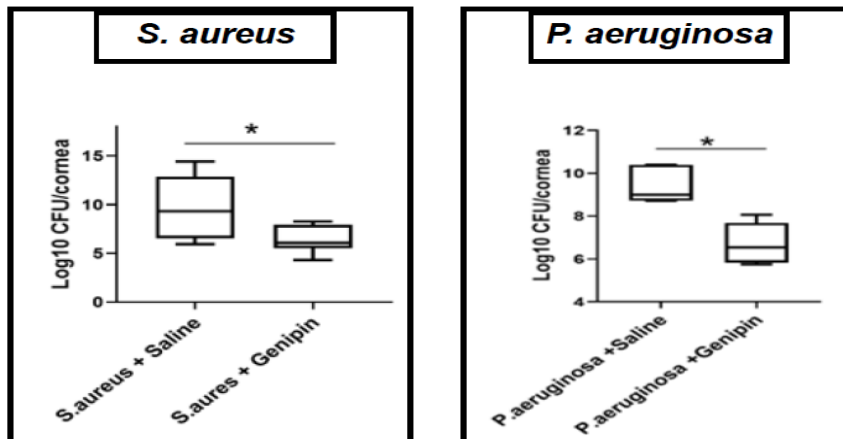 S. aureus
*
15
10
5
0
Log10 CFU/cornea
S.aureus + Saline
S.aures + Genipin
P. aeruginosa
*
12
10
8
6
4
Log10 CFU/cornea
P.aeruginosa +Saline
P.aeruginosa +Genipin